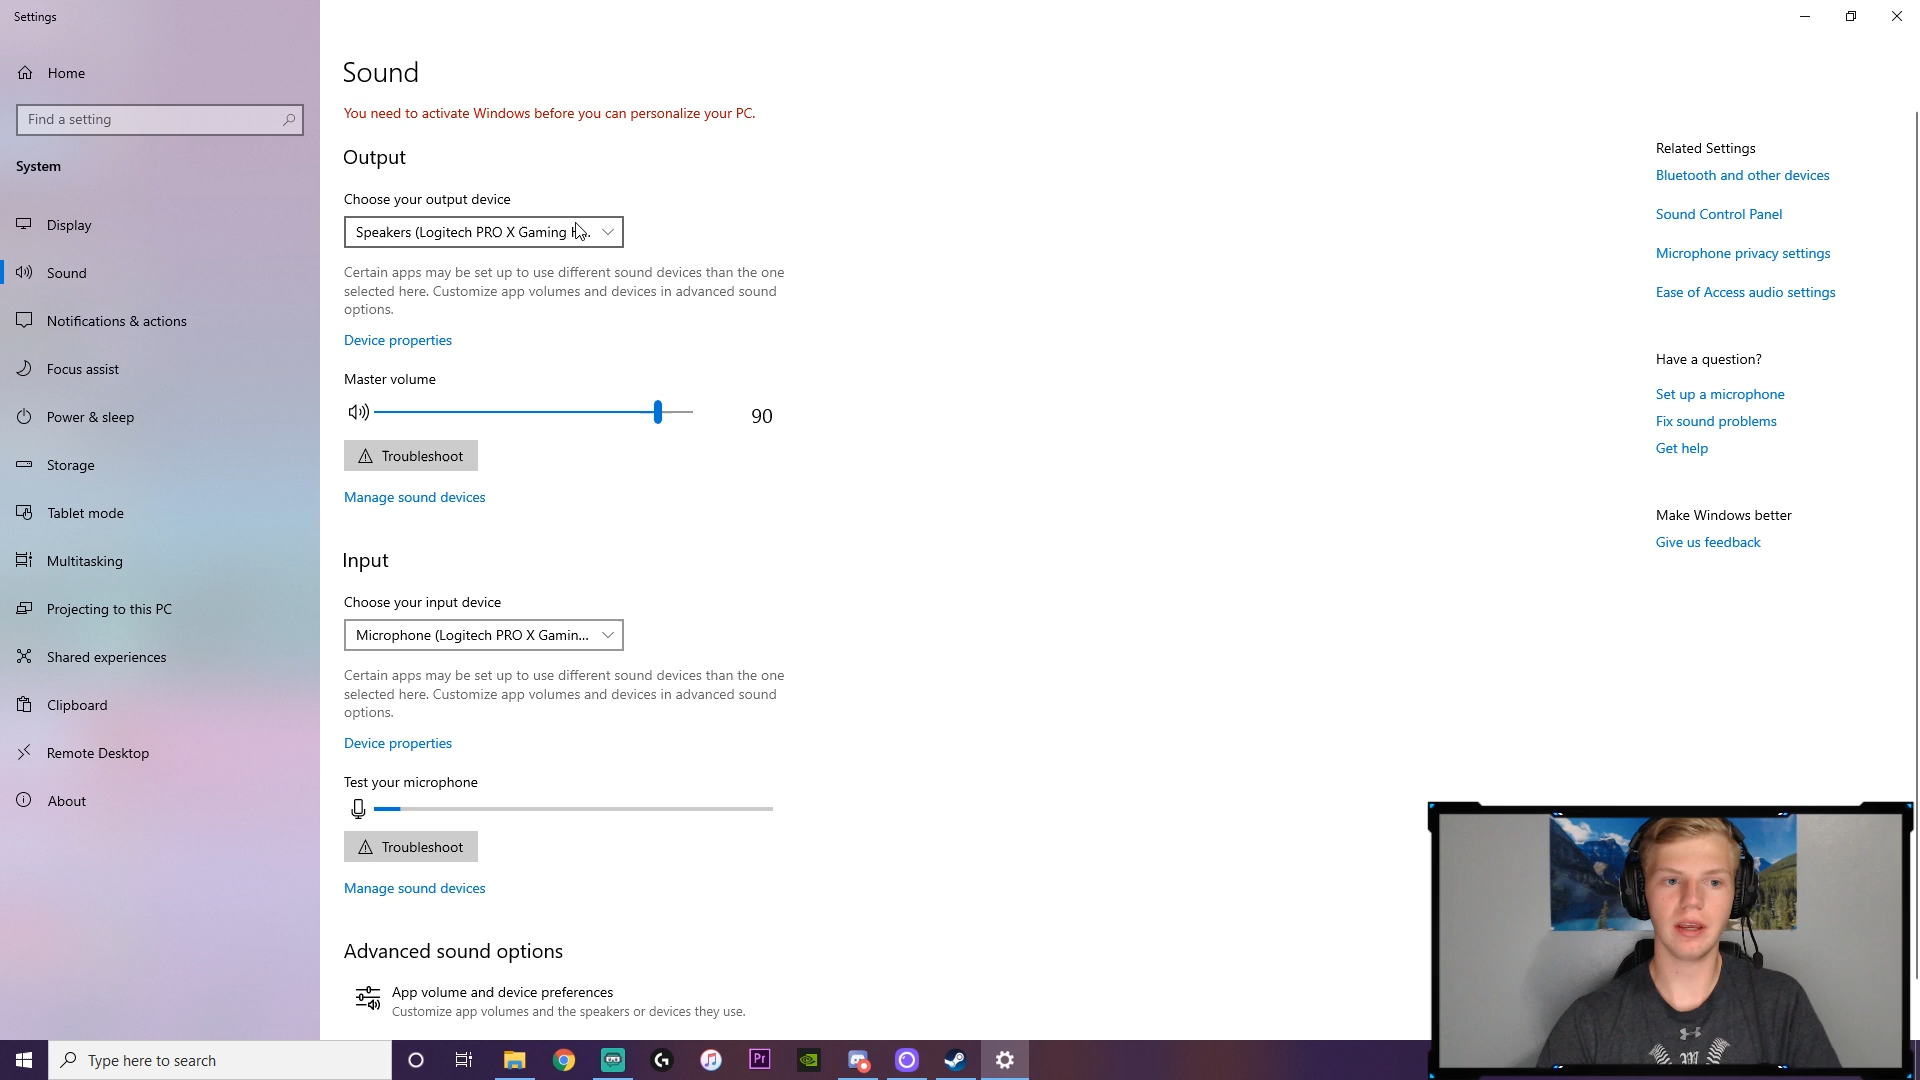 Settings
Home
Find a setting
System
Display
Sound
Notifications & actions
Focus assist
Power & sleep
Storage
Tablet mode
Multitasking
Projecting to this PC
Shared experiences
Clipboard
Remote Desktop
About
Sound
You need to activate Windows before you can personalize your PC.
Output
Choose your output device
Speakers (Logitech PRO X Gaming
Certain apps may be set up to use different sound devices than the one
selected here. Customize app volumes and devices in advanced sound
options.
Device properties
Master volume
90
Troubleshoot
Manage sound devices
Input
Choose your input device
Microphone (Logitech PRO X Gamin...
Certain apps may be set up to use different sound devices than the one
selected here. Customize app volumes and devices in advanced sound
options.
Device properties
Test your microphone
Troubleshoot
Manage sound devices
Advanced sound options
App volume and device preferences
Customize app volumes and the speakers or devices they use.
Related Settings
Bluetooth and other devices
Sound Control Panel
Microphone privacy settings
Ease of Access audio settings
Have a question?
Set up a microphone
Fix sound problems
Get help
Make Windows better
Give us feedback
Type here to search
Pr